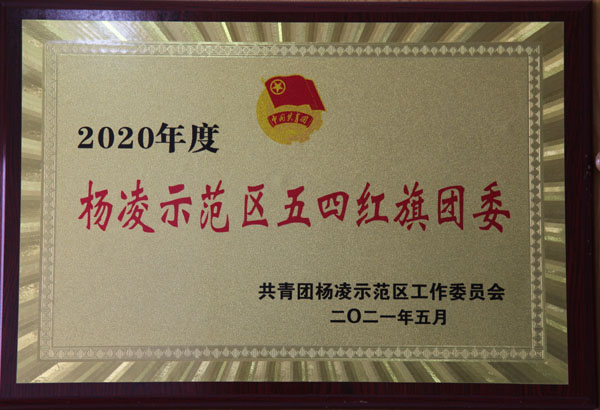 中国共青团
2020年度
杨凌示范区五四红旗团委
共青团杨凌示范区工作委员会
二〇二一年五月